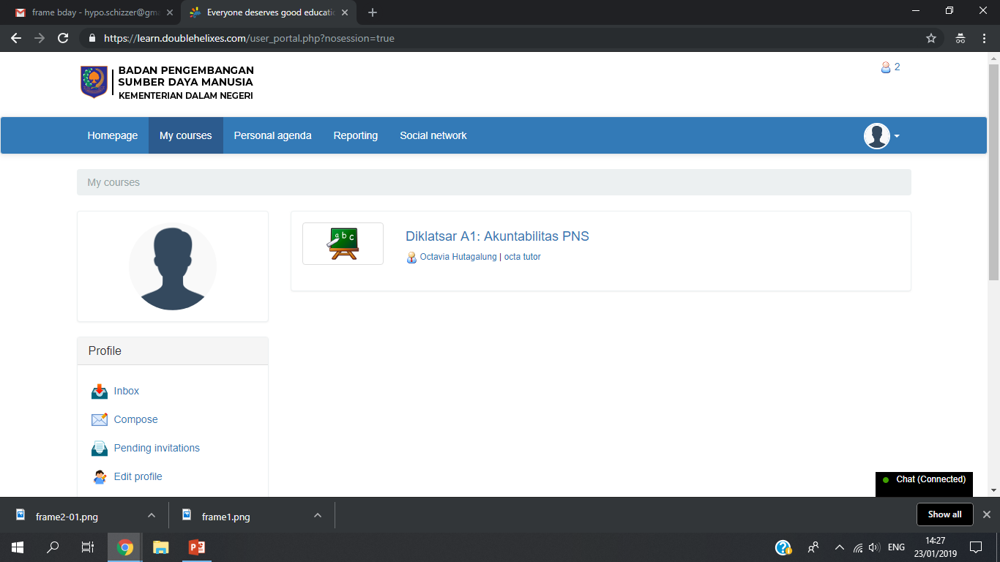 frame bday - hypo.schizzer@gma
Everyone deserves good educatio
https://learn.doublehelixes.com/user_portal.php?nosession=true
BADAN PENGEMBANGAN
SUMBER DAYA MANUSIA
KEMENTERIAN DALAM NEGERI
2
Homepage My courses Personal agenda Reporting Social network
My courses
abc
Diklatsar A1: Akuntabilitas PNS
Octavia Hutagalung | octa tutor
Profile
Inbox
Compose
Pending invitations
Edit profile
Chat (Connected)
frame2-01.png
frame1.png
Show all
ENG
14:27
23/01/2019